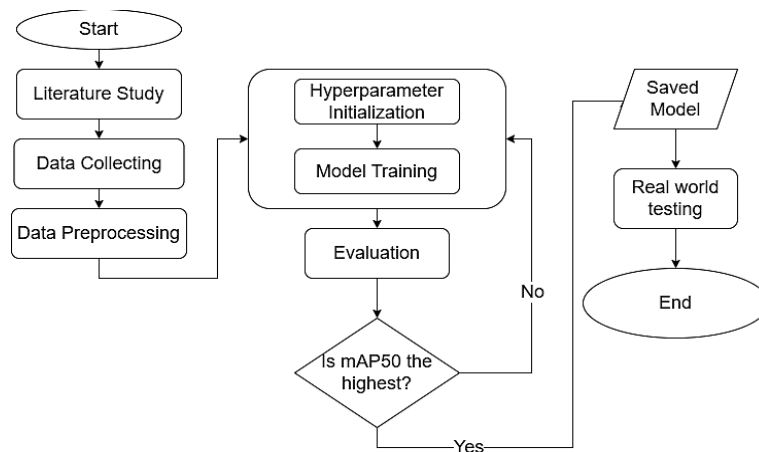 Start
Literature Study
Data Collecting
Data Preprocessing
Hyperparameter
Initialization
Model Training
Evaluation
Is mAP50 the
highest?
No
Yes
Saved
Model
Real world
testing
End